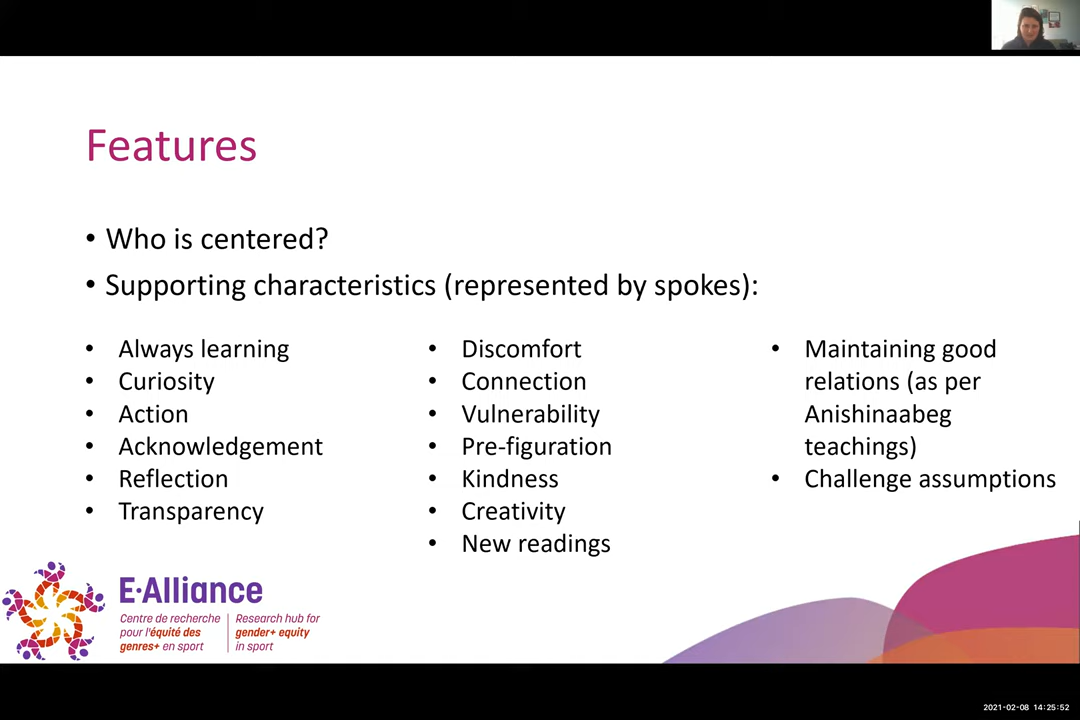 Features
• Who is centered?
• Supporting characteristics (represented by spokes):
• Always learning
• Curiosity
• Action
• Acknowledgement
• Reflection
• Transparency
• Discomfort
• Connection
• Vulnerability
• Pre-figuration
• Kindness
• Creativity
• New readings
• Maintaining good
relations (as per
Anishinaabeg
teachings)
• Challenge assumptions
E·Alliance
Centre de recherche
pour l'équité des
genres+ en sport
Research hub for
gender+ equity
in sport
2021-02-08 14:25:52